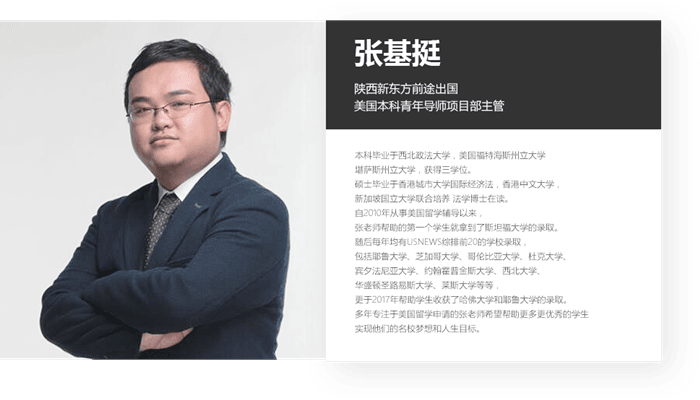 张基挺
陕西新东方前途出国
美国本科青年导师项目部主管
本科毕业于西北政法大学，美国福特海斯州立大学
堪萨斯州立大学，获得三学位。
硕士毕业于香港城市大学国际经济法，香港中文大学，
新加坡国立大学联合培养 法学博士在读。
自2010年从事美国留学辅导以来，
张老师帮助的第一个学生就拿到了斯坦福大学的录取。
随后每年均有USNEWS综排前20的学校录取，
包括耶鲁大学、芝加哥大学、哥伦比亚大学、杜克大学、
宾夕法尼亚大学、约翰霍普金斯大学、西北大学、
华盛顿圣路易斯大学、莱斯大学等等，
更于2017年帮助学生收获了哈佛大学和耶鲁大学的录取。
多年专注于美国留学申请的张老师希望帮助更多更优秀的学生
实现他们的名校梦想和人生目标。